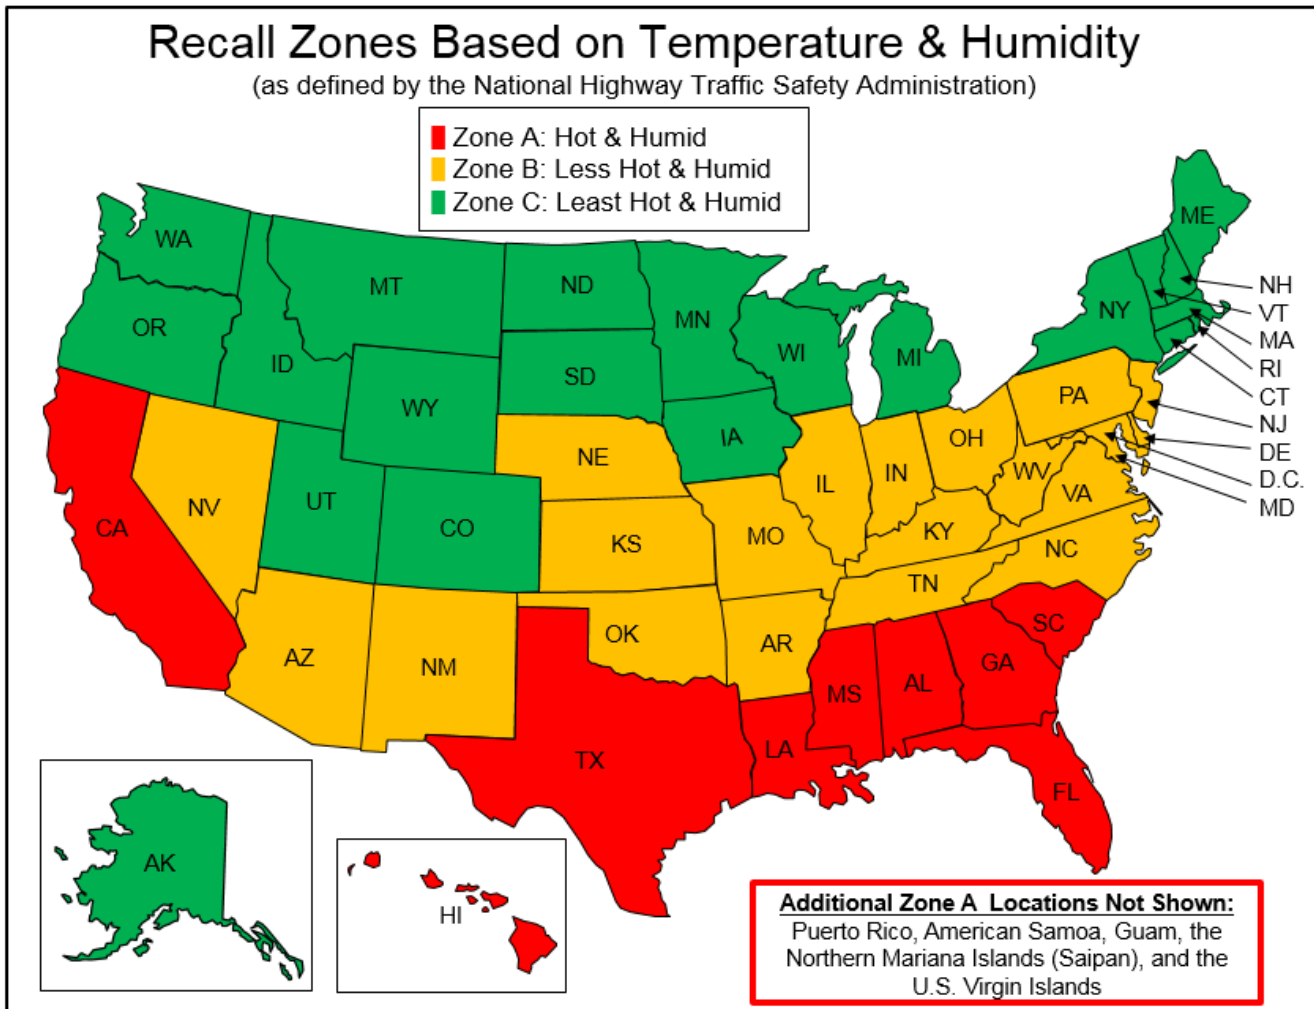 Recall Zones Based on Temperature & Humidity
(as defined by the National Highway Traffic Safety Administration)
Zone A: Hot & Humid
Zone B: Less Hot & Humid
Zone C: Least Hot & Humid
WA
MT
ND
MN
ME
OR
ID
SD
WI
MI
NY
NH
VT
MA
RI
CT
NJ
DE
D.C.
MD
WY
IA
PA
NE
OH
IL
IN
WV
VA
NV
UT
CO
KS
MO
KY
NC
CA
TN
AZ
NM
OK
AR
SC
MS
AL
GA
TX
LA
FL
AK
HI
Additional Zone A Locations Not Shown:
Puerto Rico, American Samoa, Guam, the
Northern Mariana Islands (Saipan), and the
U.S. Virgin Islands